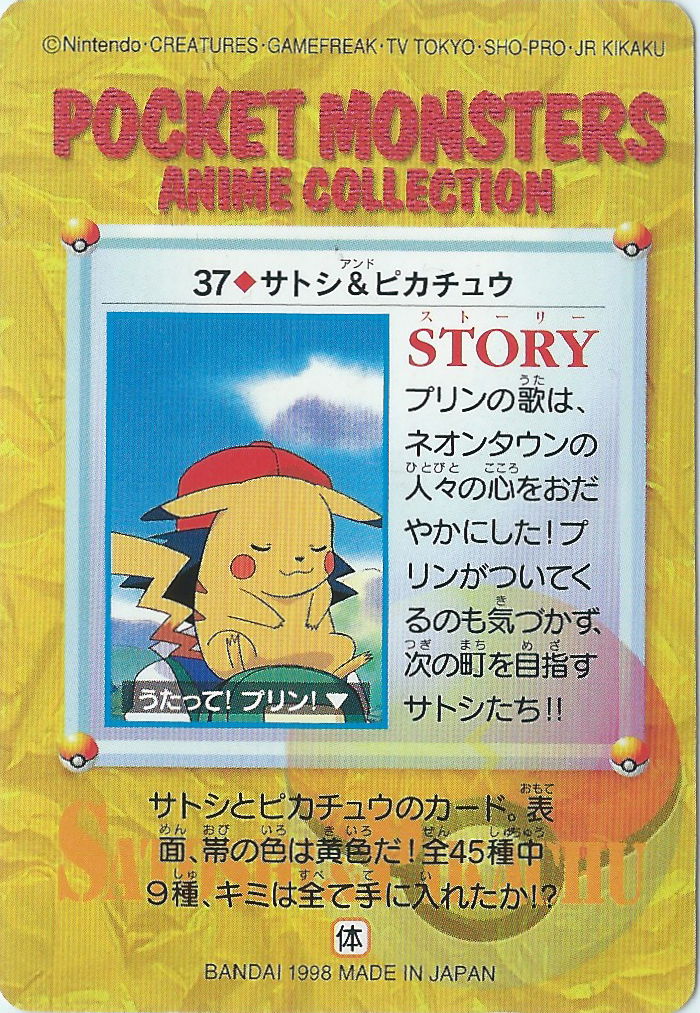 ©Nintendo・CREATURES・GAMEFREAK・TV TOKYO・SHO-PRO・JR KIKAKU
POCKET MONSTERS
ANIME COLLECTION
アンド
37◆サトシ&ピカチュウ
ストーリー
STORY
うた
プリンの歌は、
ネオンタウンの
ひとびと こころ
人々の心をおだ
やかにした!プ
リンがついてく
き
るのも気づかず、
つぎ まち めざ
次の町を目指す
サトシたち!!
うたって!プリン!▼
おもて
サトシとピカチュウのカード。表
めん おび いろ きいろ ぜん しゅちゅう
面、帯の色は黄色だ!全45種中
しゅ すべ て い
9種、キミは全て手に入れたか!?
SATOSHI & PIKACHU
体
BANDAI 1998 MADE IN JAPAN